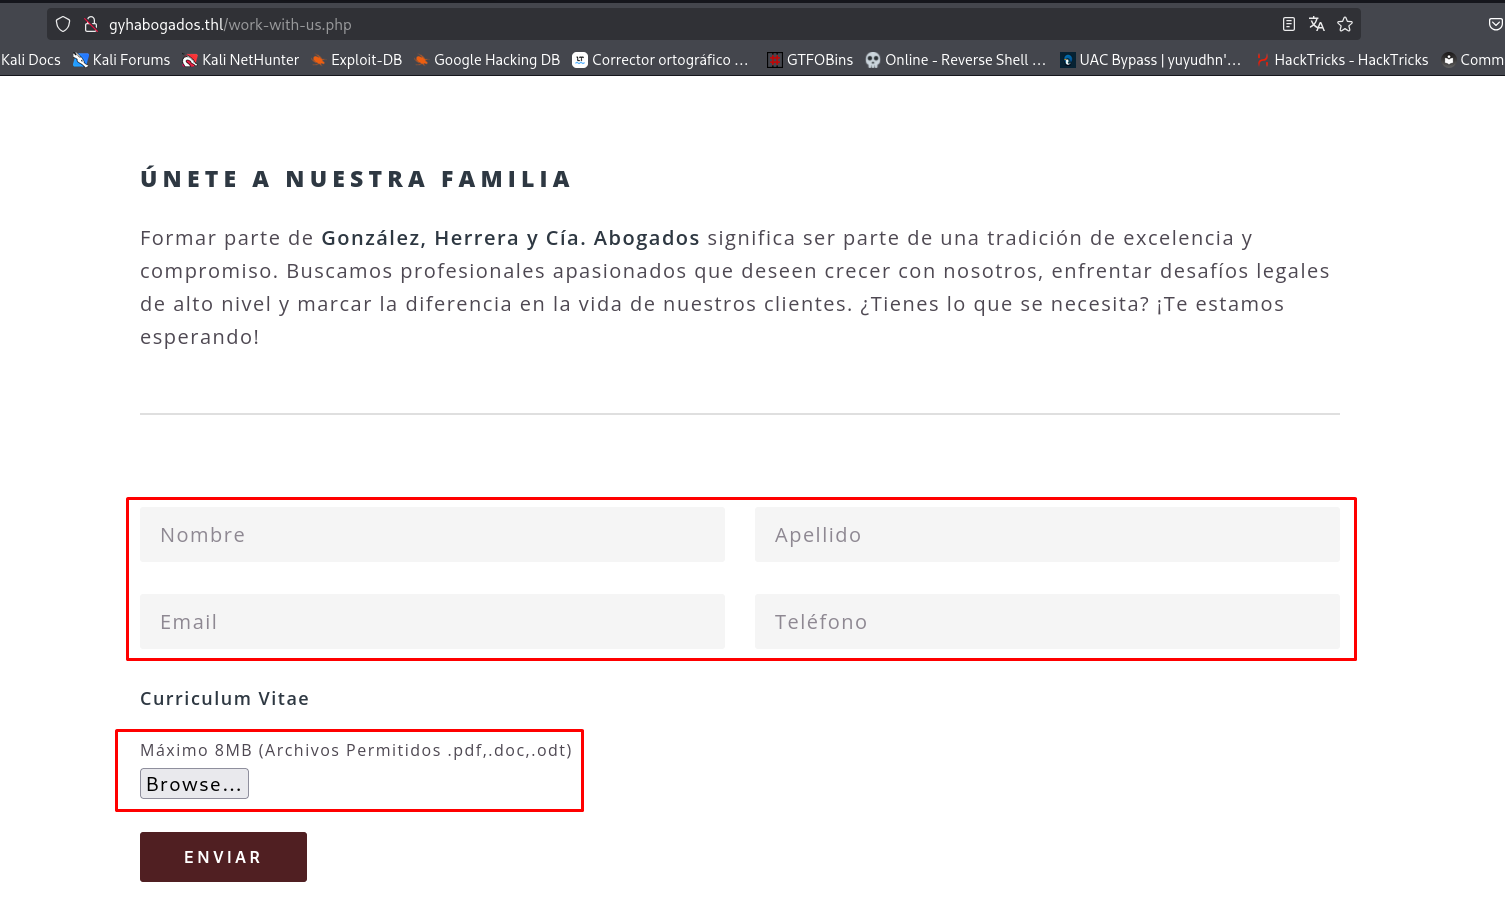 gyhabogados.thl/work-with-us.php
Kali Docs Kali Forums Kali NetHunter Exploit-DB Google Hacking DB Corrector ortográfico ... GTFOBins Online - Reverse Shell ... UAC Bypass | yuyudhn'... HackTricks - HackTricks Comm
ÚNETE A NUESTRA FAMILIA
Formar parte de González, Herrera y Cía. Abogados significa ser parte de una tradición de excelencia y
compromiso. Buscamos profesionales apasionados que deseen crecer con nosotros, enfrentar desafíos legales
de alto nivel y marcar la diferencia en la vida de nuestros clientes. ¿Tienes lo que se necesita? ¡Te estamos
esperando!
Nombre Apellido
Email Teléfono
Curriculum Vitae
Máximo 8MB (Archivos Permitidos .pdf,.doc,.odt)
Browse...
ENVIAR